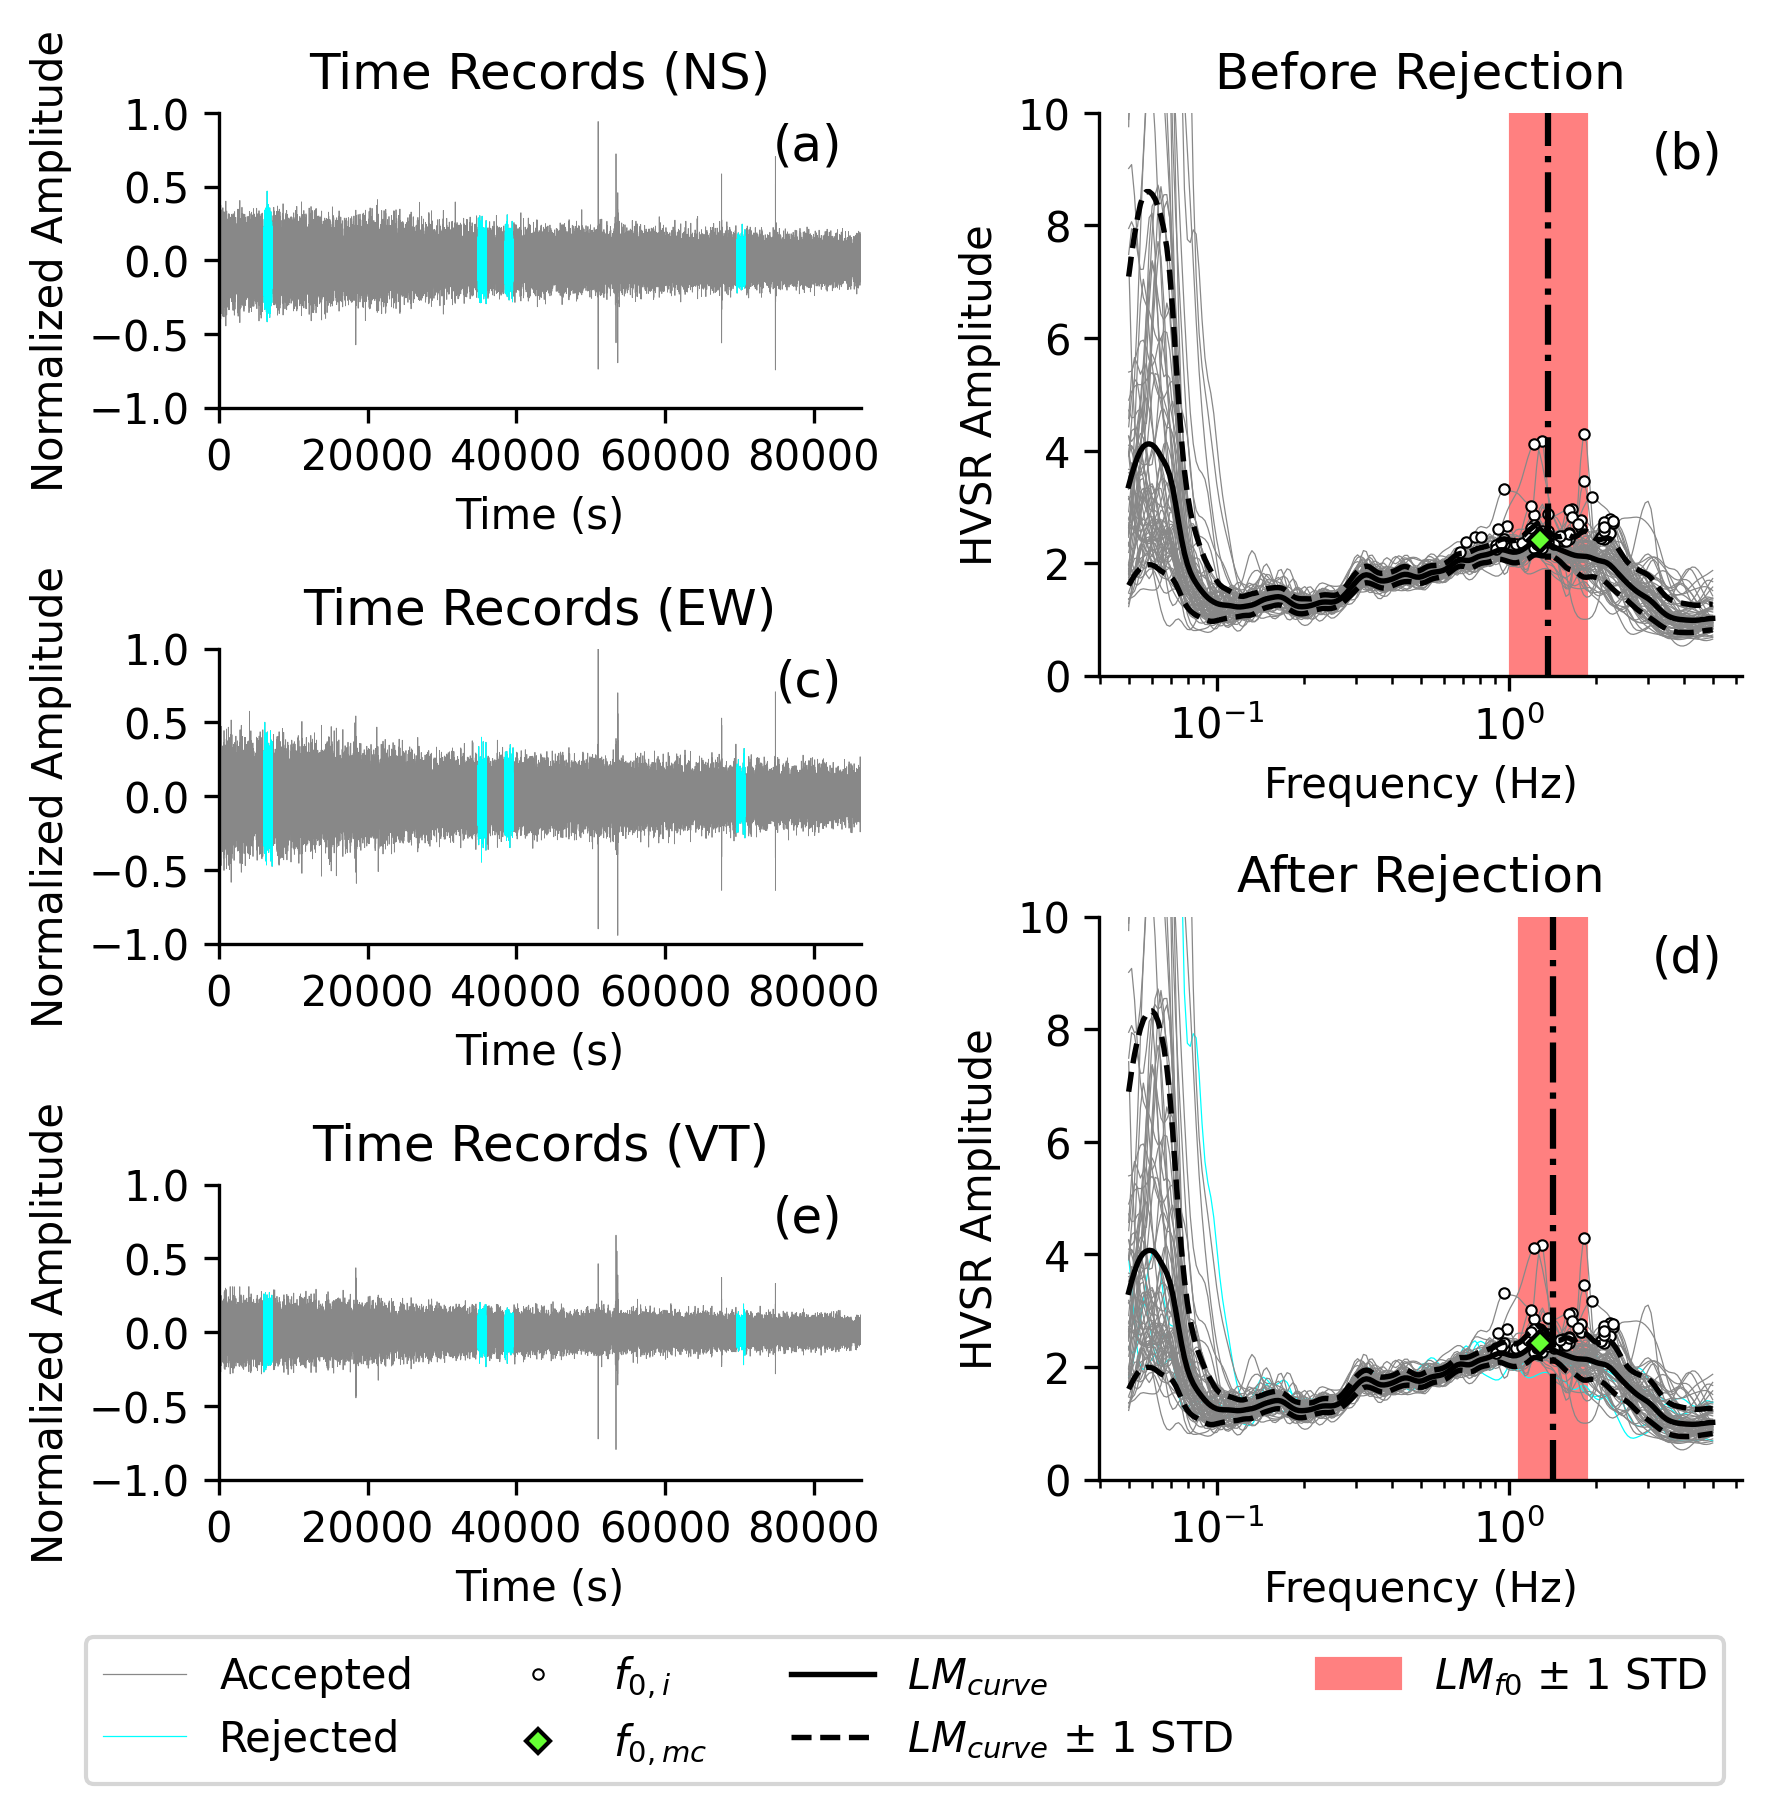 Time Records (NS)
Normalized Amplitude
1.0
0.5
0.0
−0.5
−1.0
(a)
0 20000 40000 60000 80000
Time (s)
Before Rejection
HVSR Amplitude
10
8
6
4
2
0
(b)
10⁻¹ 10⁰
Frequency (Hz)
Time Records (EW)
Normalized Amplitude
1.0
0.5
0.0
−0.5
−1.0
(c)
0 20000 40000 60000 80000
Time (s)
After Rejection
HVSR Amplitude
10
8
6
4
2
0
(d)
10⁻¹ 10⁰
Frequency (Hz)
Time Records (VT)
Normalized Amplitude
1.0
0.5
0.0
−0.5
−1.0
(e)
0 20000 40000 60000 80000
Time (s)
Accepted
Rejected
f0,i
f0,mc
LMcurve
LMcurve ± 1 STD
LMf0 ± 1 STD